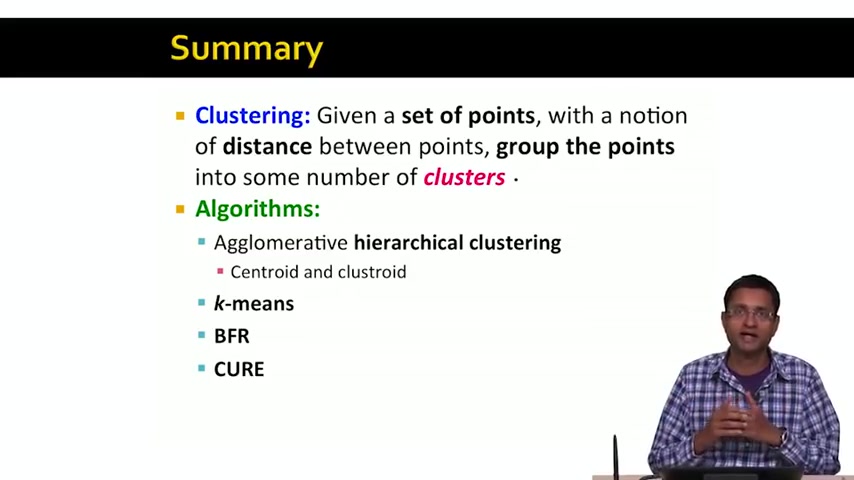 Summary
Clustering: Given a set of points, with a notion
of distance between points, group the points
into some number of clusters .
Algorithms:
Agglomerative hierarchical clustering
Centroid and clustroid
k-means
BFR
CURE